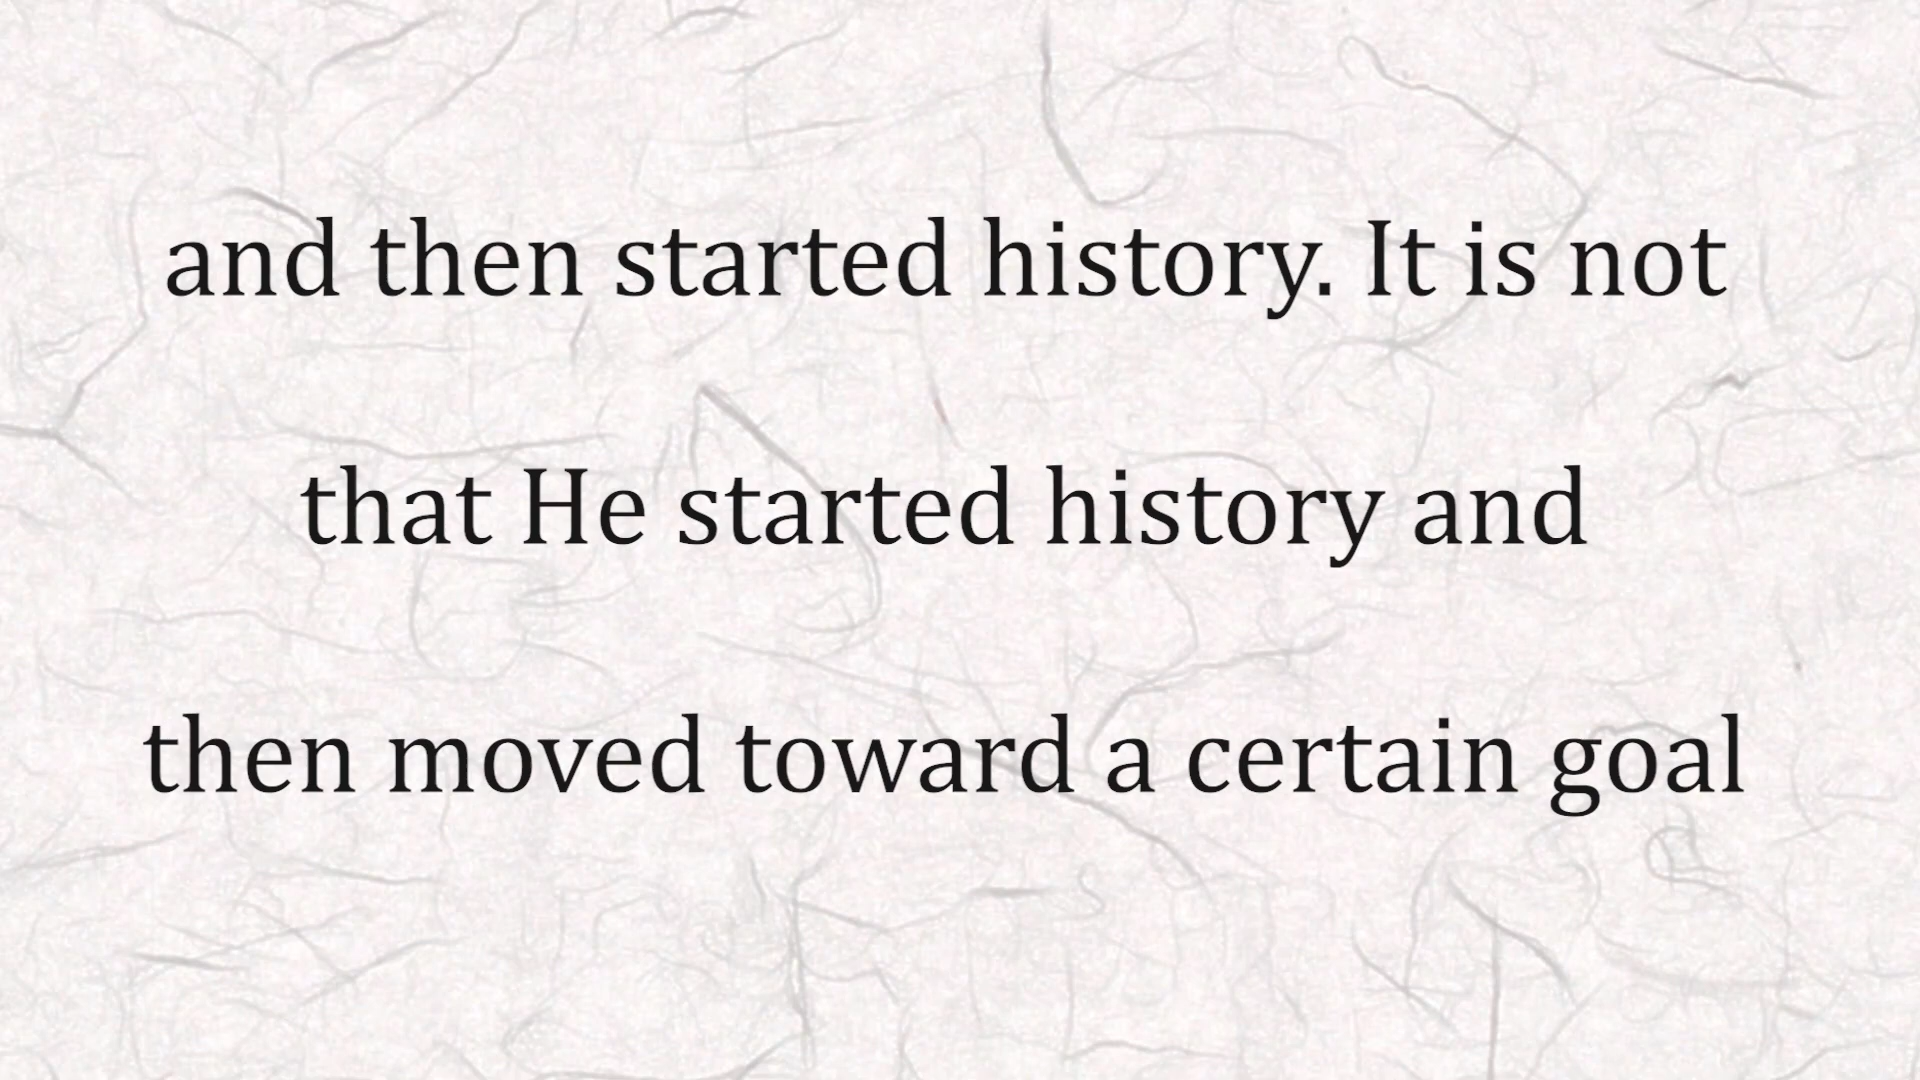 and then started history. It is not
that He started history and
then moved toward a certain goal